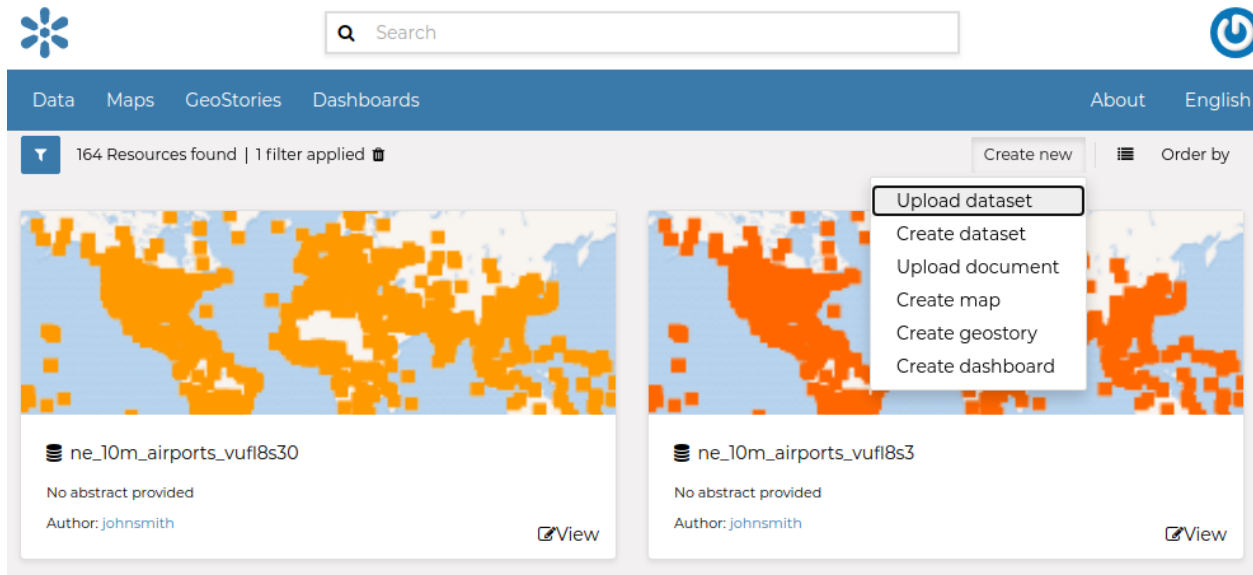 Search
Data Maps GeoStories Dashboards About English
164 Resources found | 1 filter applied Create new Order by
Upload dataset
Create dataset
Upload document
Create map
Create geostory
Create dashboard
ne_10m_airports_vufl8s30 ne_10m_airports_vufl8s3
No abstract provided No abstract provided
Author: johnsmith Author: johnsmith
View View